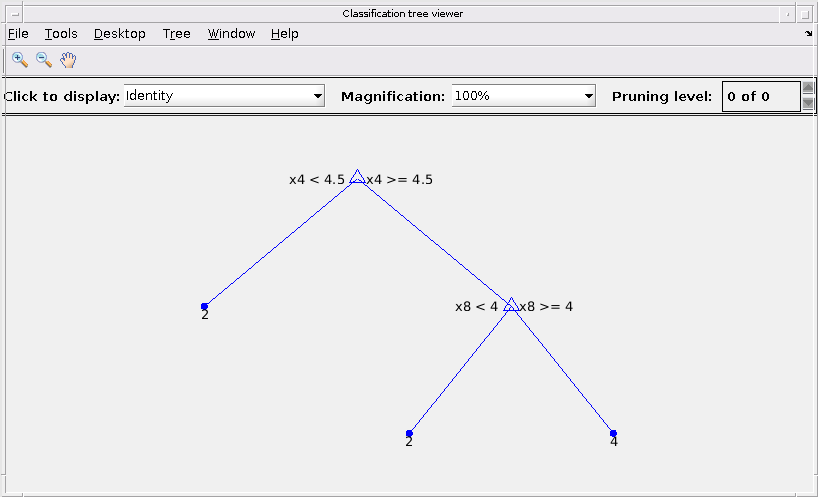 Classification tree viewer
File Tools Desktop Tree Window Help
Click to display: Identity Magnification: 100% Pruning level: 0 of 0
x4 < 4.5 x4 >= 4.5
2
x8 < 4 x8 >= 4
2
4